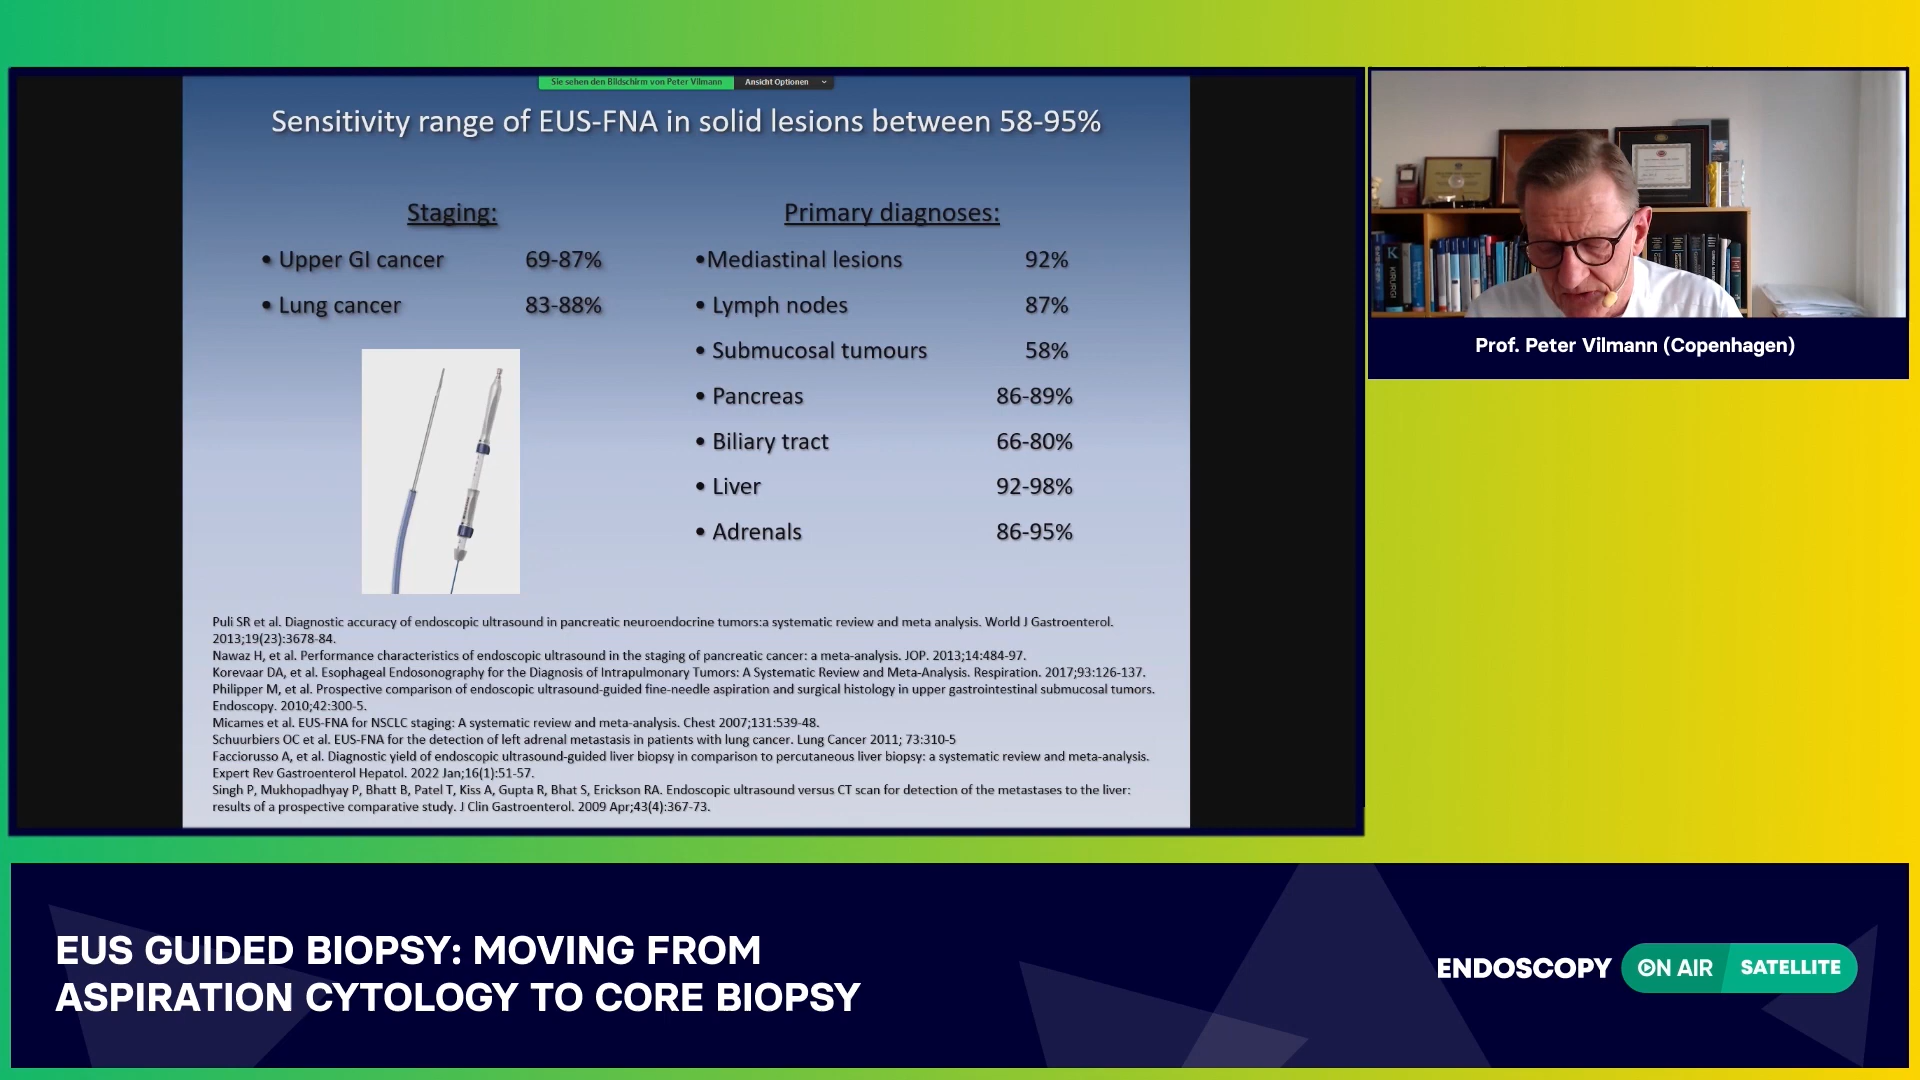 Sie sehen den Bildschirm von Peter Vilmann
Ansicht Optionen
Sensitivity range of EUS-FNA in solid lesions between 58-95%
Staging:
• Upper GI cancer 69-87%
• Lung cancer 83-88%
Primary diagnoses:
•Mediastinal lesions 92%
• Lymph nodes 87%
• Submucosal tumours 58%
• Pancreas 86-89%
• Biliary tract 66-80%
• Liver 92-98%
• Adrenals 86-95%
Puli SR et al. Diagnostic accuracy of endoscopic ultrasound in pancreatic neuroendocrine tumors:a systematic review and meta analysis. World J Gastroenterol.
2013;19(23):3678-84.
Nawaz H, et al. Performance characteristics of endoscopic ultrasound in the staging of pancreatic cancer: a meta-analysis. JOP. 2013;14:484-97.
Korevaar DA, et al. Esophageal Endosonography for the Diagnosis of Intrapulmonary Tumors: A Systematic Review and Meta-Analysis. Respiration. 2017;93:126-137.
Philipper M, et al. Prospective comparison of endoscopic ultrasound-guided fine-needle aspiration and surgical histology in upper gastrointestinal submucosal tumors.
Endoscopy. 2010;42:300-5.
Micames et al. EUS-FNA for NSCLC staging: A systematic review and meta-analysis. Chest 2007;131:539-48.
Schuurbiers OC et al. EUS-FNA for the detection of left adrenal metastasis in patients with lung cancer. Lung Cancer 2011; 73:310-5
Facciorusso A, et al. Diagnostic yield of endoscopic ultrasound-guided liver biopsy in comparison to percutaneous liver biopsy: a systematic review and meta-analysis.
Expert Rev Gastroenterol Hepatol. 2022 Jan;16(1):51-57.
Singh P, Mukhopadhyay P, Bhatt B, Patel T, Kiss A, Gupta R, Bhat S, Erickson RA. Endoscopic ultrasound versus CT scan for detection of the metastases to the liver:
results of a prospective comparative study. J Clin Gastroenterol. 2009 Apr;43(4):367-73.
KIRURGI
Prof. Peter Vilmann (Copenhagen)
EUS GUIDED BIOPSY: MOVING FROM
ASPIRATION CYTOLOGY TO CORE BIOPSY
ENDOSCOPY ON AIR SATELLITE